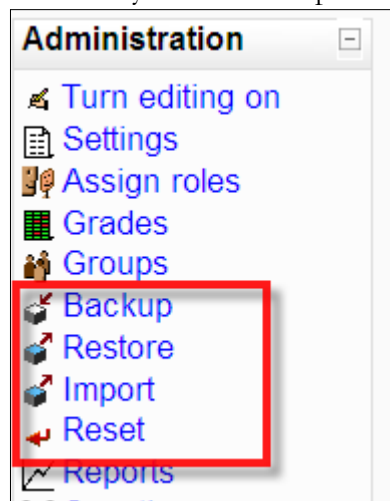 Administration
Turn editing on
Settings
Assign roles
Grades
Groups
Backup
Restore
Import
Reset
Reports